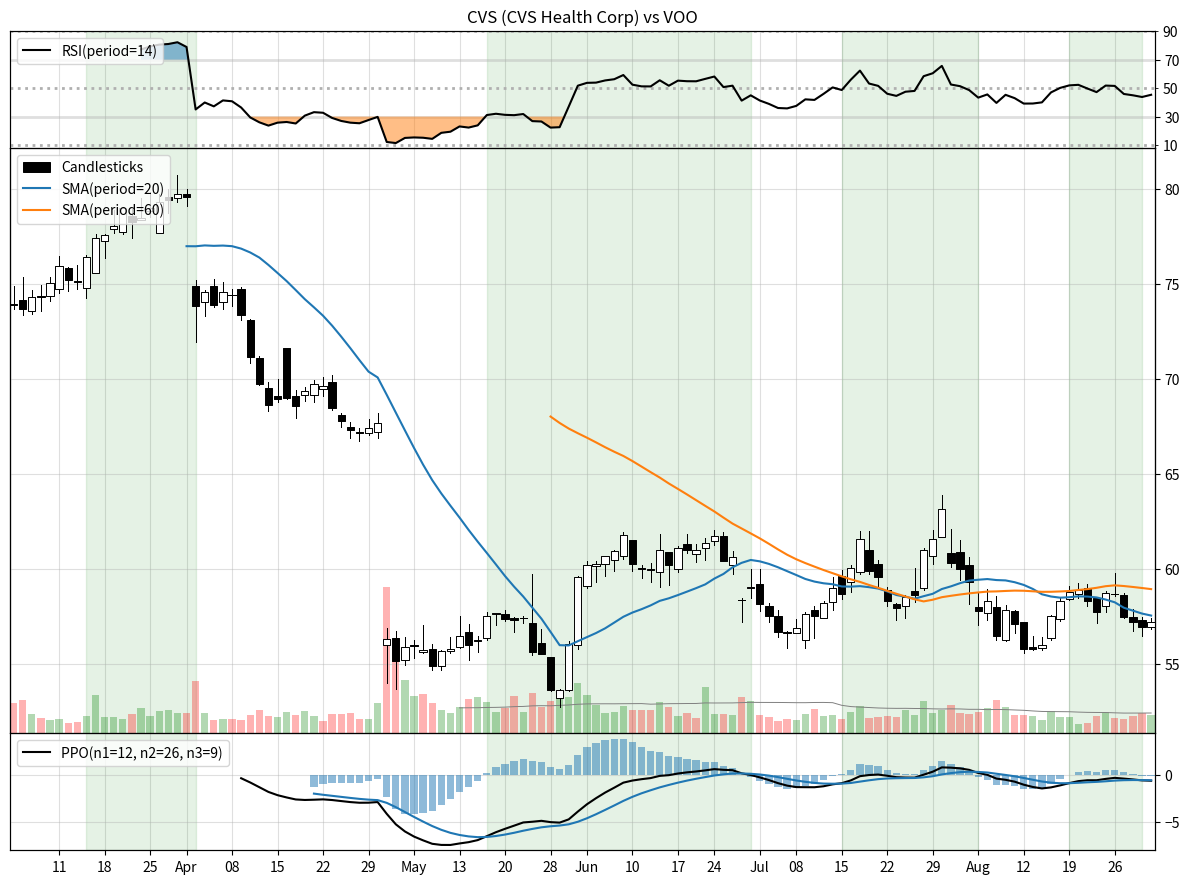 CVS (CVS Health Corp) vs VOO
RSI(period=14)
90
70
50
30
10
Candlesticks
SMA(period=20)
SMA(period=60)
80
75
70
65
60
55
PPO(n1=12, n2=26, n3=9)
0
−5
11 18 25 Apr 08 15 22 29 May 13 20 28 Jun 10 17 24 Jul 08 15 22 29 Aug 12 19 26